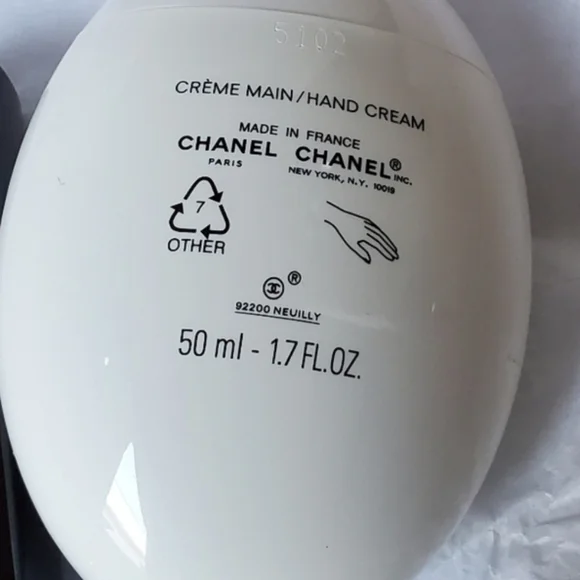 5102
CRÈME MAIN/HAND CREAM
MADE IN FRANCE
CHANEL CHANEL®INC.
PARIS NEW YORK, N.Y. 10019
7
OTHER
®
92200 NEUILLY
50 ml - 1.7 FL.OZ.